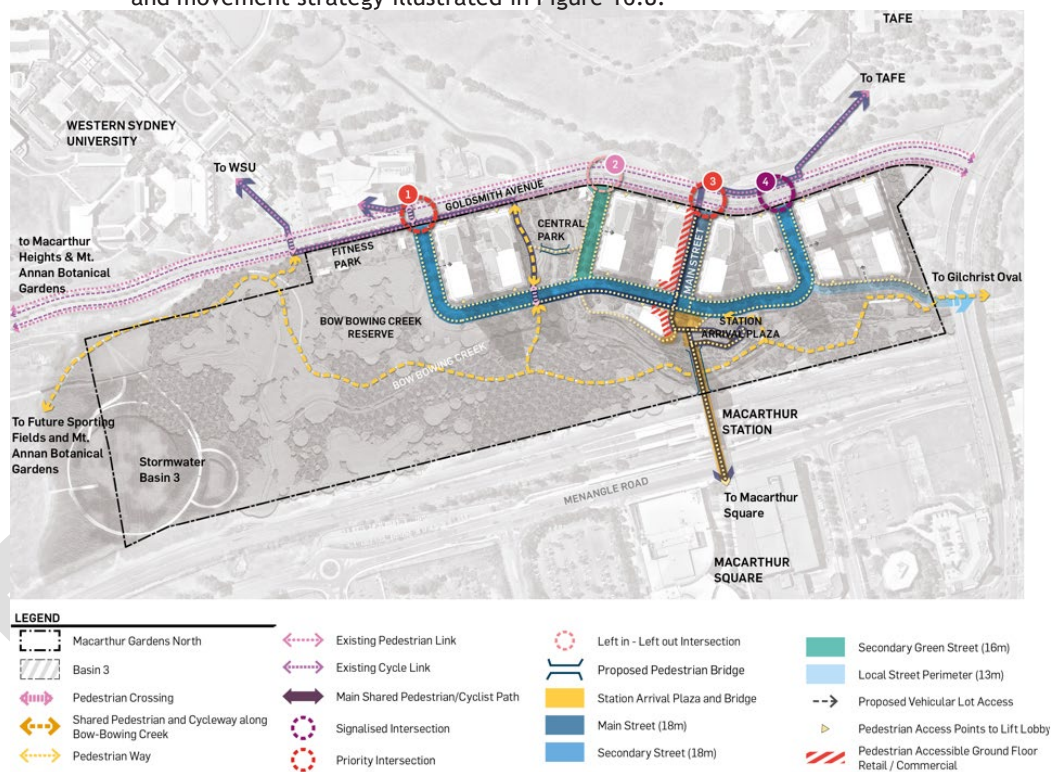 and movement strategy illustrated in Figure 10.8.
TAFE
To TAFE
WESTERN SYDNEY
UNIVERSITY
To WSU
1
2
3
4
GOLDSMITH AVENUE
FITNESS
PARK
CENTRAL
PARK
MAIN STREET
to Macarthur
Heights & Mt.
Annan Botanical
Gardens
To Gilchrist Oval
BOW BOWING CREEK
RESERVE
STATION
ARRIVAL PLAZA
BOW BOWING CREEK
To Future Sporting
Fields and Mt.
Annan Botanical
Gardens
Stormwater
Basin 3
MACARTHUR
STATION
MENANGLE ROAD
To Macarthur
Square
MACARTHUR
SQUARE
LEGEND
Macarthur Gardens North
Basin 3
Pedestrian Crossing
Shared Pedestrian and Cycleway along
Bow-Bowing Creek
Pedestrian Way
Existing Pedestrian Link
Existing Cycle Link
Main Shared Pedestrian/Cyclist Path
Signalised Intersection
Priority Intersection
Left in - Left out Intersection
Proposed Pedestrian Bridge
Station Arrival Plaza and Bridge
Main Street (18m)
Secondary Street (18m)
Secondary Green Street (16m)
Local Street Perimeter (13m)
Proposed Vehicular Lot Access
Pedestrian Access Points to Lift Lobby
Pedestrian Accessible Ground Floor
Retail / Commercial